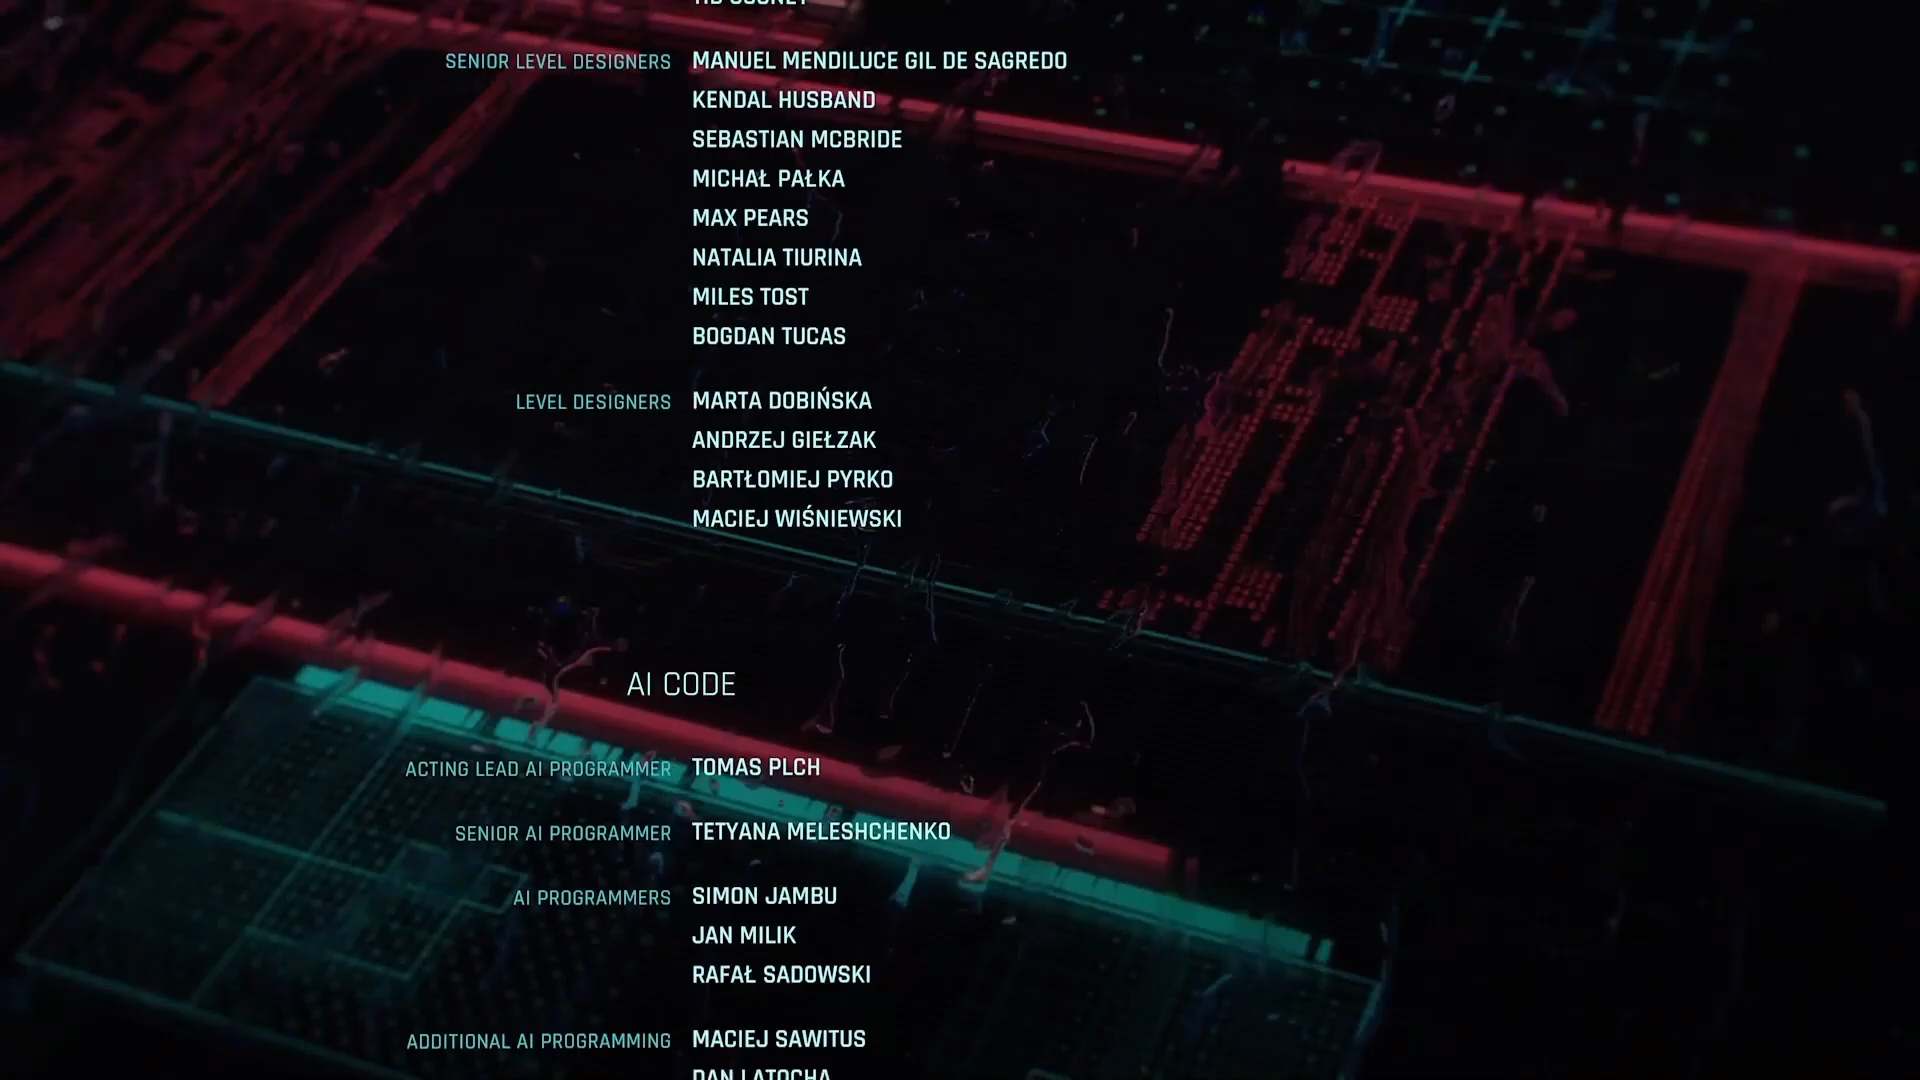 SENIOR LEVEL DESIGNERS MANUEL MENDILUCE GIL DE SAGREDO
KENDAL HUSBAND
SEBASTIAN MCBRIDE
MICHAŁ PAŁKA
MAX PEARS
NATALIA TIURINA
MILES TOST
BOGDAN TUCAS
LEVEL DESIGNERS MARTA DOBIŃSKA
ANDRZEJ GIEŁZAK
BARTŁOMIEJ PYRKO
MACIEJ WIŚNIEWSKI
AI CODE
ACTING LEAD AI PROGRAMMER TOMAS PLCH
SENIOR AI PROGRAMMER TETYANA MELESHCHENKO
AI PROGRAMMERS SIMON JAMBU
JAN MILIK
RAFAŁ SADOWSKI
ADDITIONAL AI PROGRAMMING MACIEJ SAWITUS
DAN LATOCHA